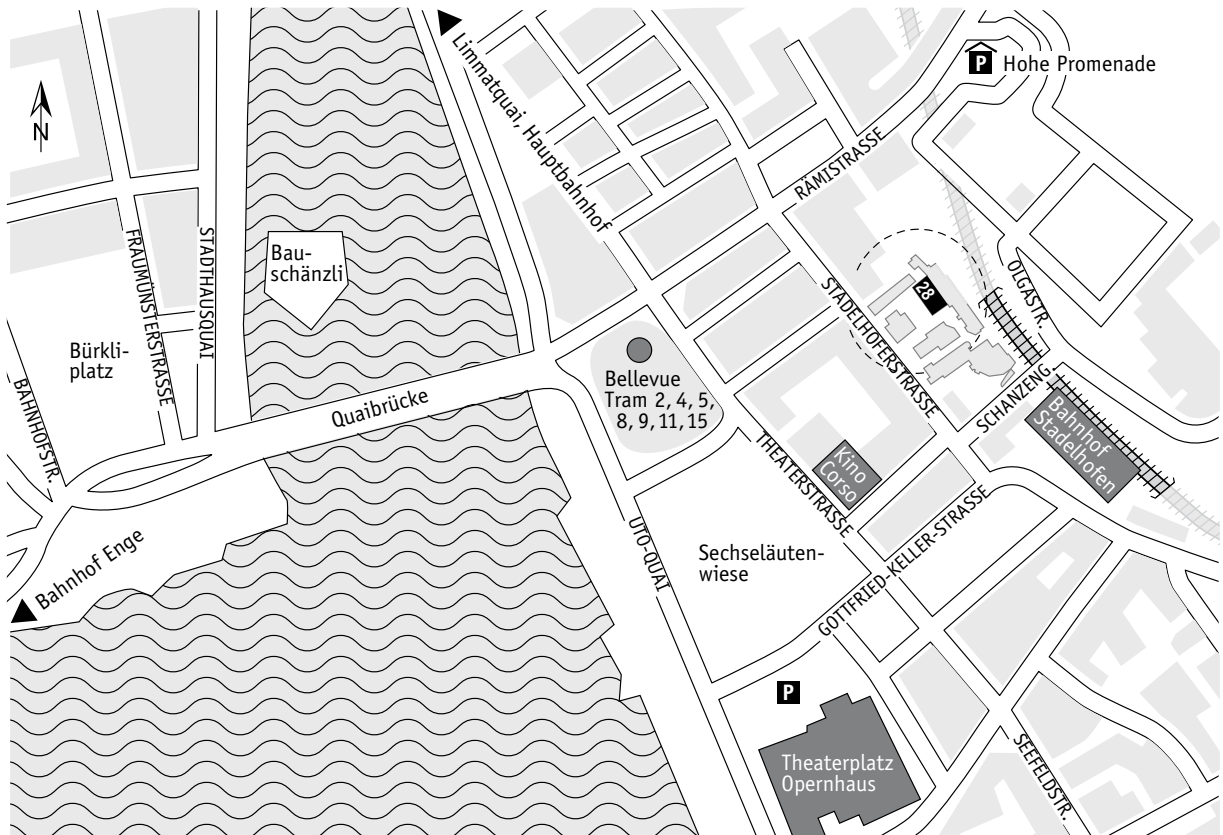 P Hohe Promenade
N
Limmatquai, Hauptbahnhof
RÄMISTRASSE
FRAUMÜNSTERSTRASSE
STADTHAUSQUAI
Bau-
schänzli
28
OLGASTR.
STADELHOFERSTRASSE
Bürkli-
platz
BAHNHOFSTR.
Quaibrücke
Bellevue
Tram 2, 4, 5,
8, 9, 11, 15
SCHANZENG
Bahnhof
Stadelhofen
THEATERSTRASSE
Kino
Corso
UTO-QUAI
Sechseläuten-
wiese
GOTTFRIED-KELLER-STRASSE
Bahnhof Enge
P
Theaterplatz
Opernhaus
SEEFELDSTR.